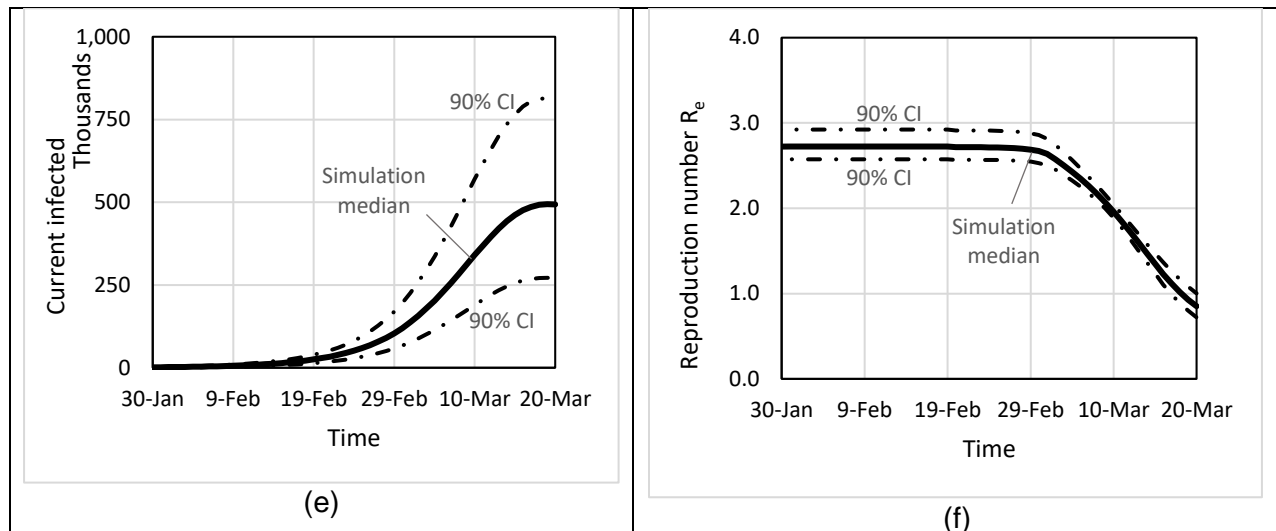 Current infected
Thousands
1,000
750
500
250
0
90% CI
Simulation
median
90% CI
30-Jan 9-Feb 19-Feb 29-Feb 10-Mar 20-Mar
Time
(e)
Reproduction number Re
4.0
3.0
2.0
1.0
0.0
90% CI
90% CI
Simulation
median
30-Jan 9-Feb 19-Feb 29-Feb 10-Mar 20-Mar
Time
(f)